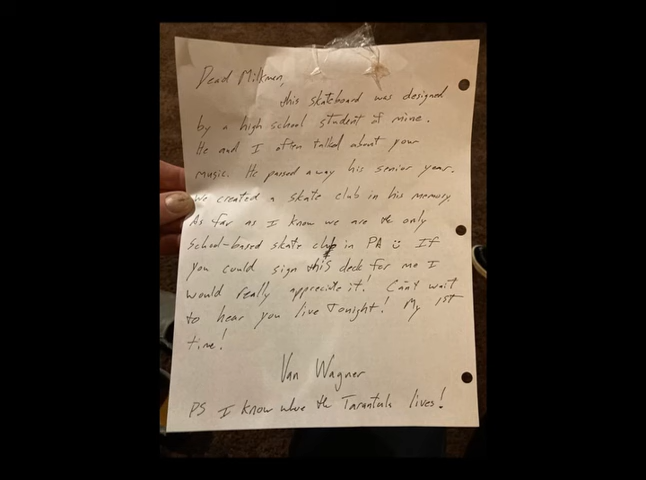 Dead Milkmen,
this skateboard was designed
by a high school student of mine.
He and I often talked about your
music. He passed away his senior year.
We created a skate club in his memory.
As far as I know we are the only
school-based skate club in PA ü If
you could sign this deck for me I
would really appreciate it! Can't wait
to hear you live Tonight! My 1st
time!
Van Wagner
PS I know where the Tarantula lives!